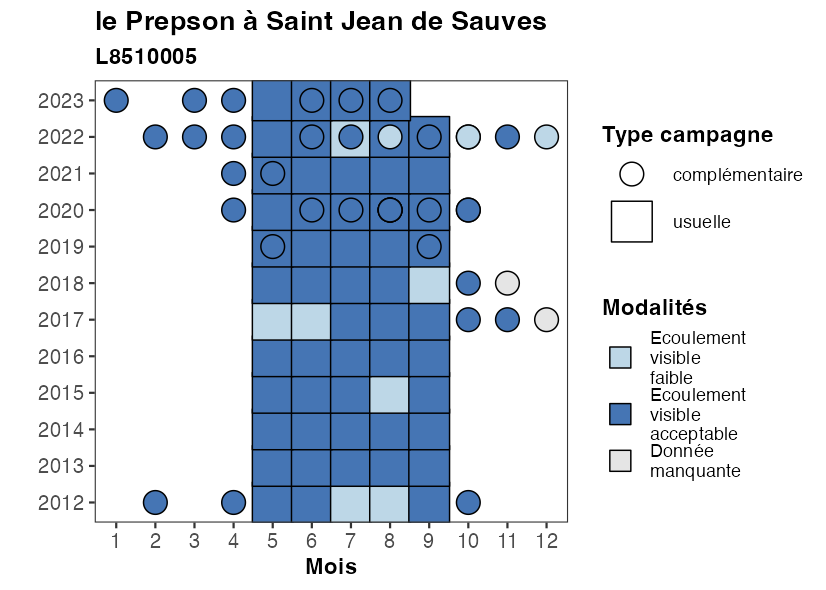 le Prepson à Saint Jean de Sauves
L8510005
2023
2022
2021
2020
2019
2018
2017
2016
2015
2014
2013
2012
1 2 3 4 5 6 7 8 9 10 11 12
Mois
Type campagne
complémentaire
usuelle
Modalités
Ecoulement
visible
faible
Ecoulement
visible
acceptable
Donnée
manquante